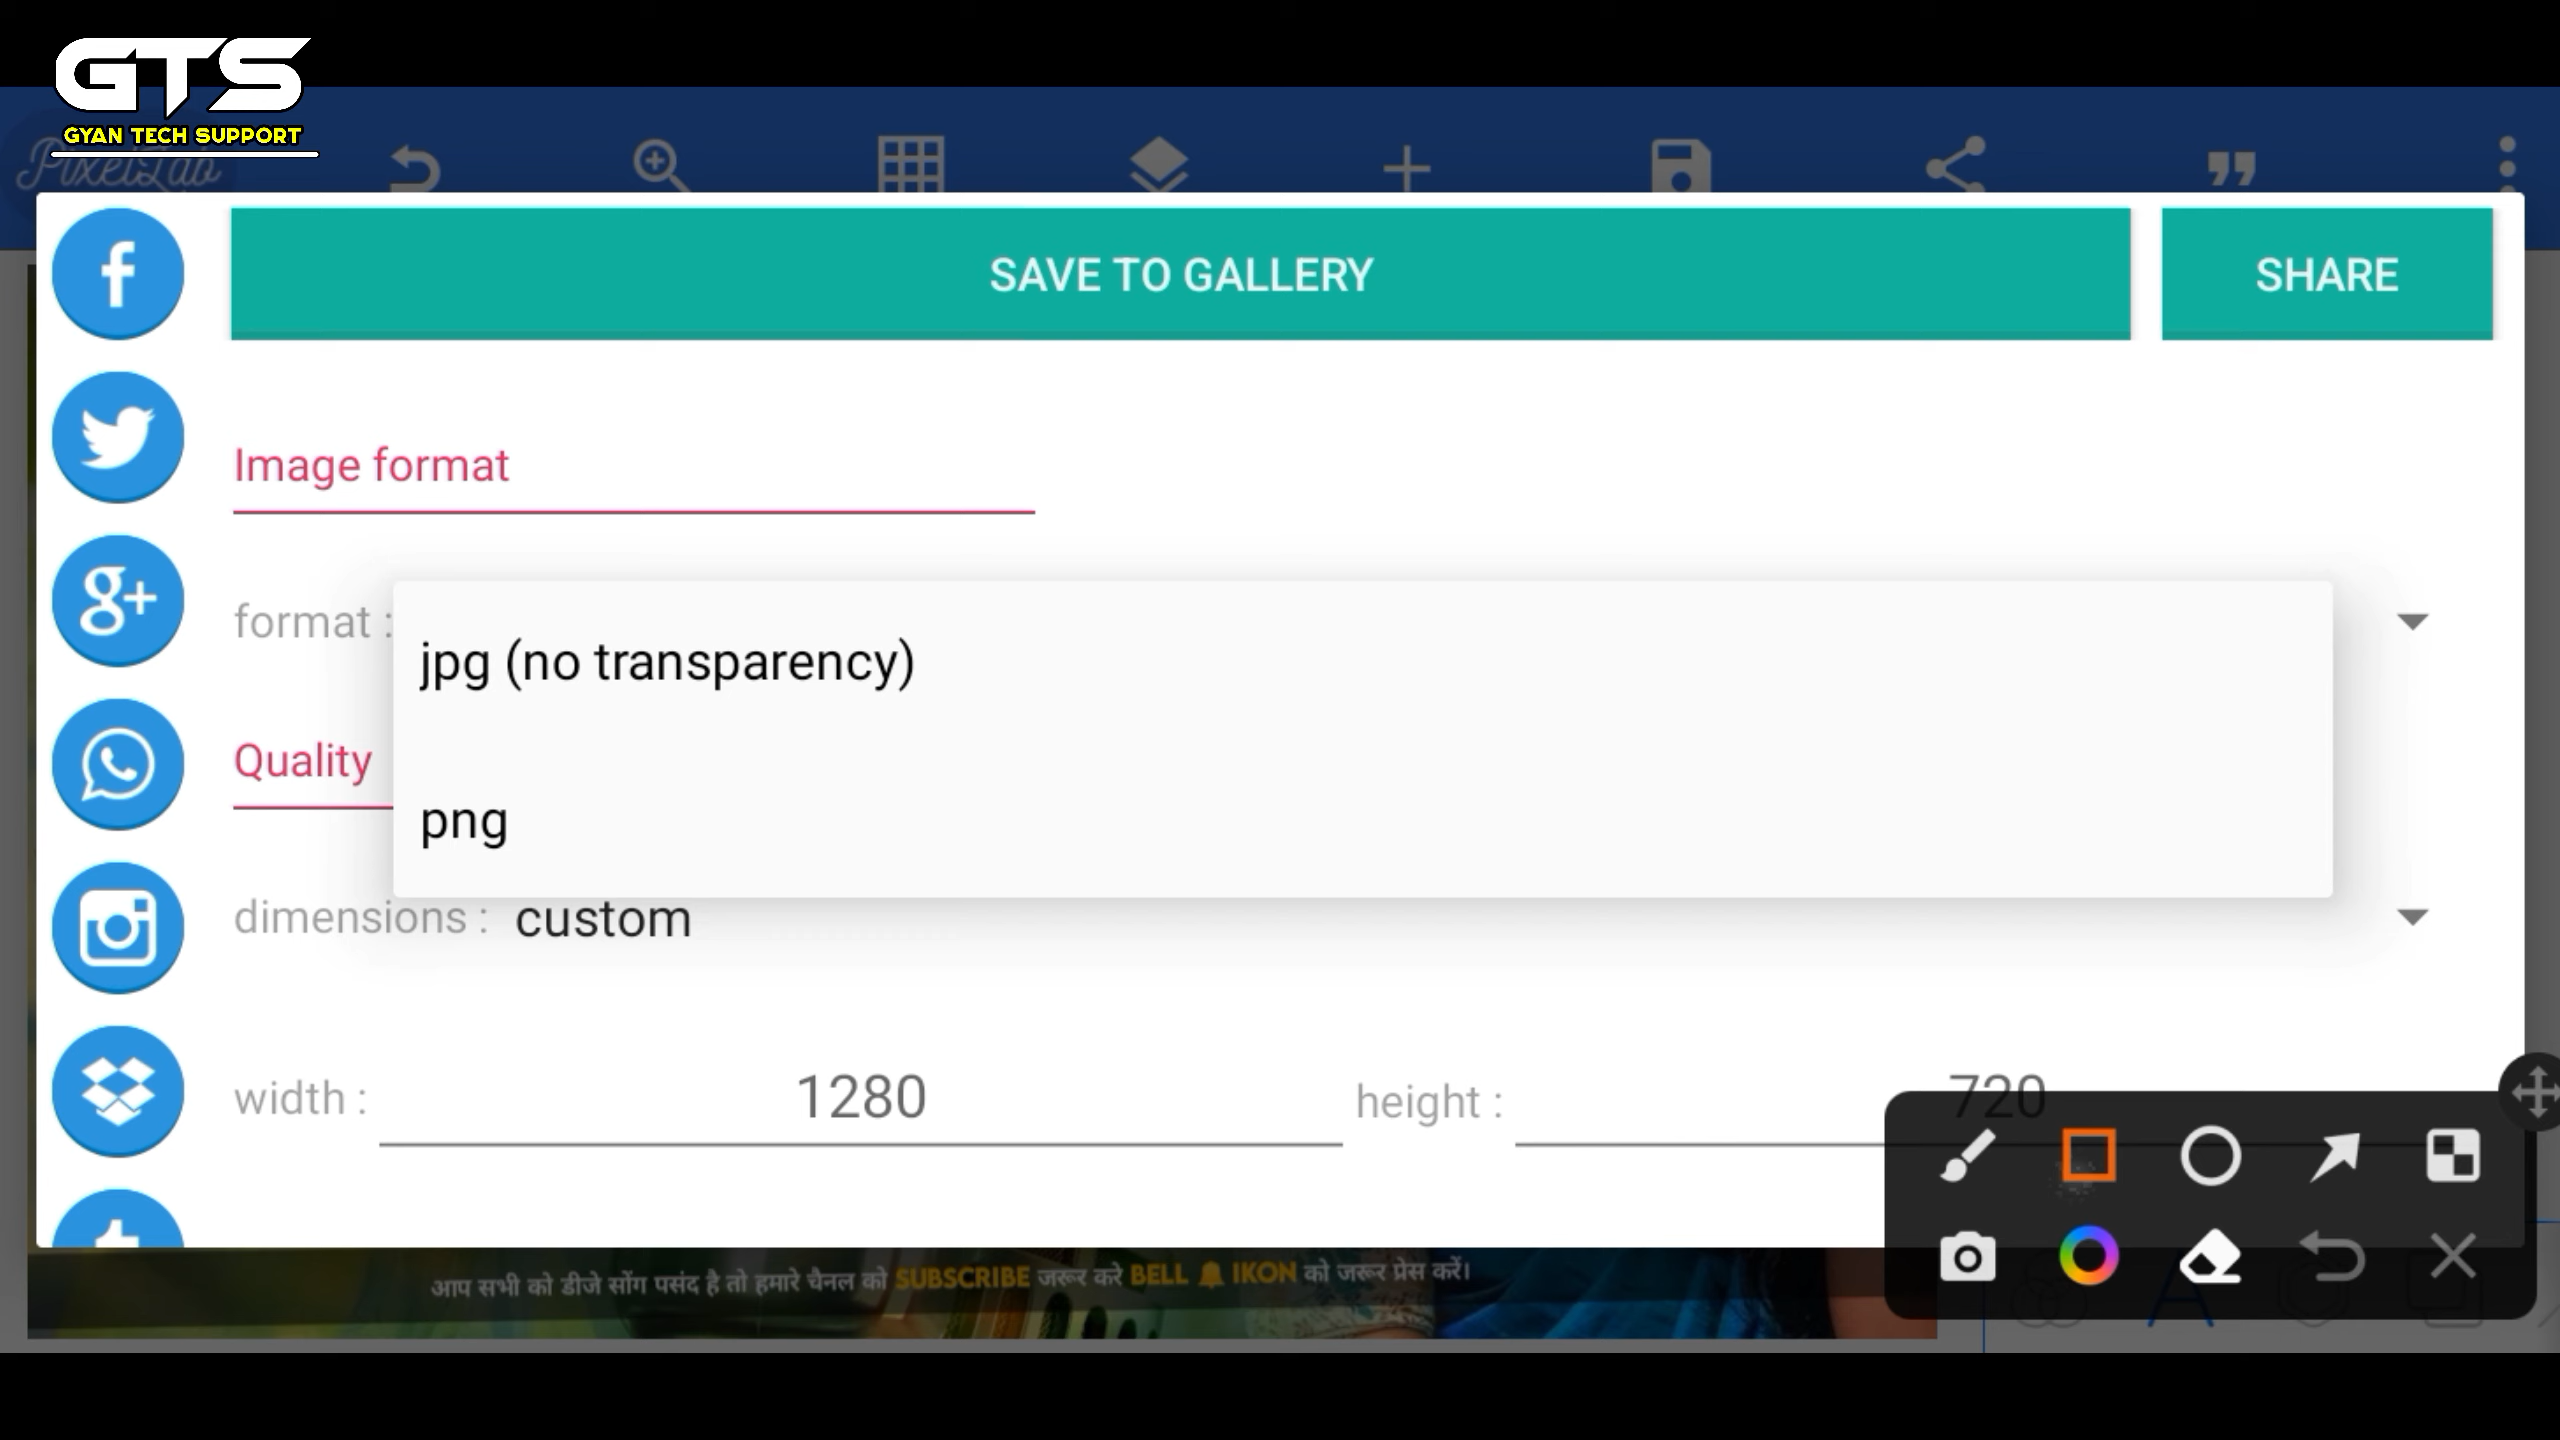 GTS
GYAN TECH SUPPORT
PixelLab
SAVE TO GALLERY
SHARE
Image format
format :
jpg (no transparency)
Quality
png
dimensions : custom
width : 1280 height : 720
आप सभी को डीजे सोंग पसंद है तो हमारे चैनल को SUBSCRIBE जरूर करे BELL 🔔 IKON को जरूर प्रेस करें।